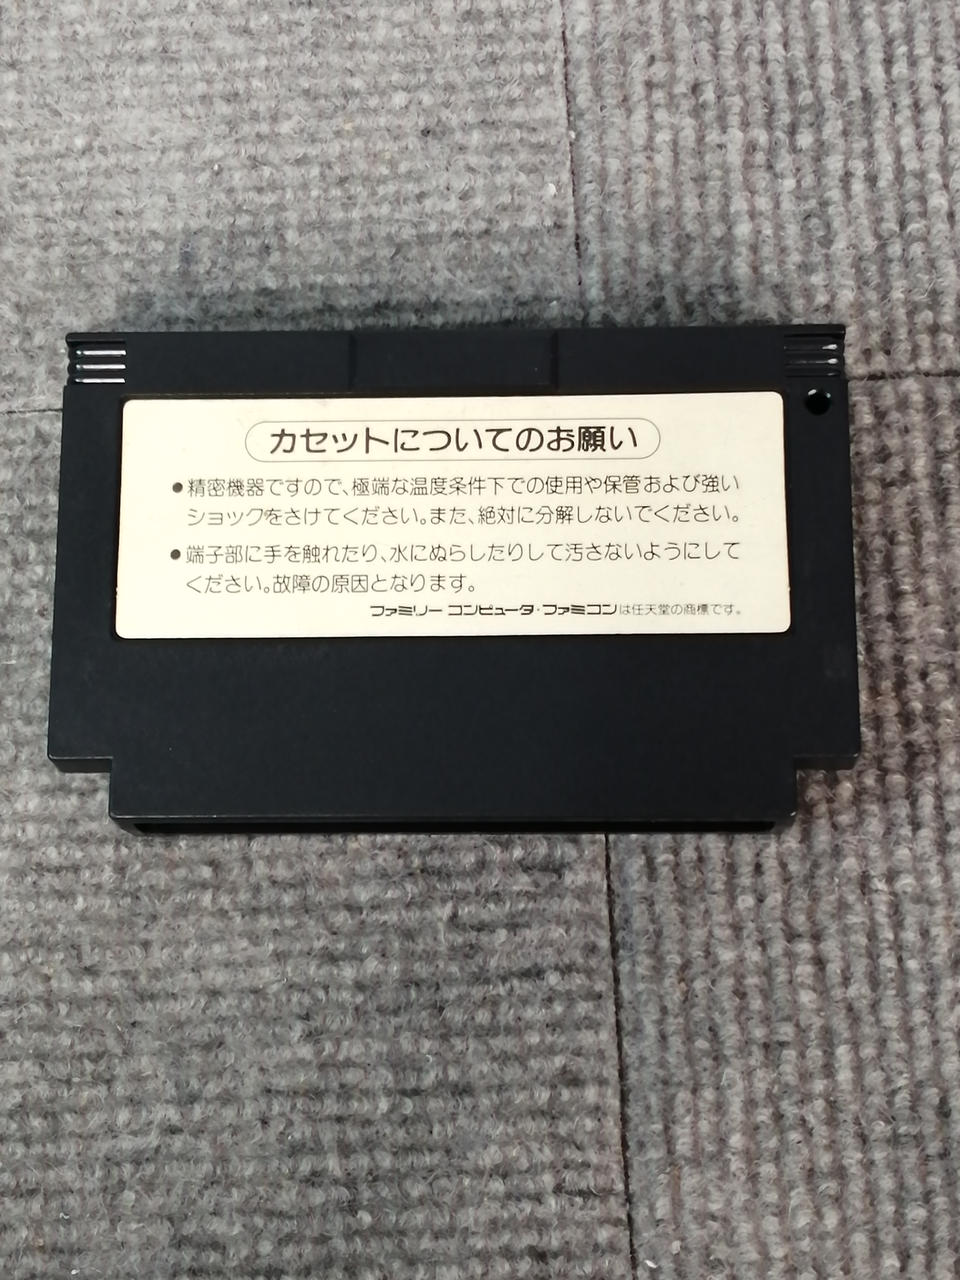 カセットについてのお願い
●精密機器ですので、極端な温度条件下での使用や保管および強い
ショックをさけてください。また、絶対に分解しないでください。
●端子部に手を触れたり、水にぬらしたりして汚さないようにして
ください。故障の原因となります。
ファミリー コンピュータ・ファミコンは任天堂の商標です。